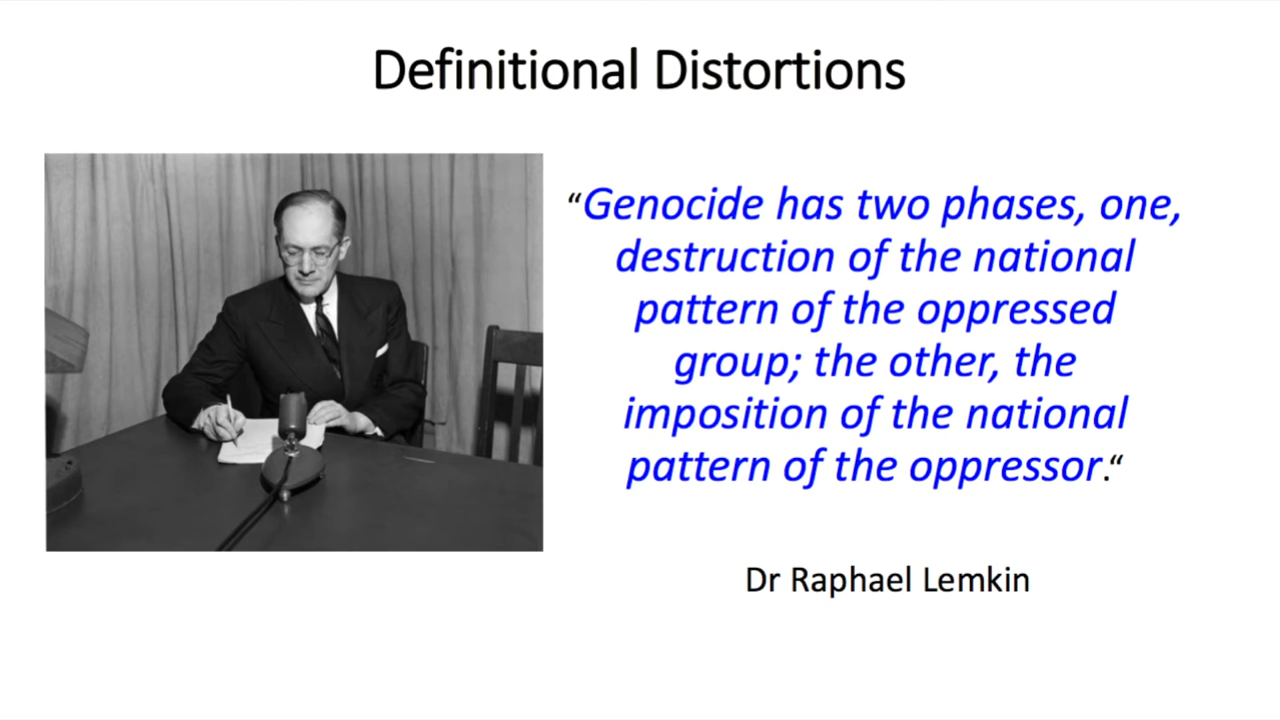 Definitional Distortions
“Genocide has two phases, one,
destruction of the national
pattern of the oppressed
group; the other, the
imposition of the national
pattern of the oppressor.“
Dr Raphael Lemkin